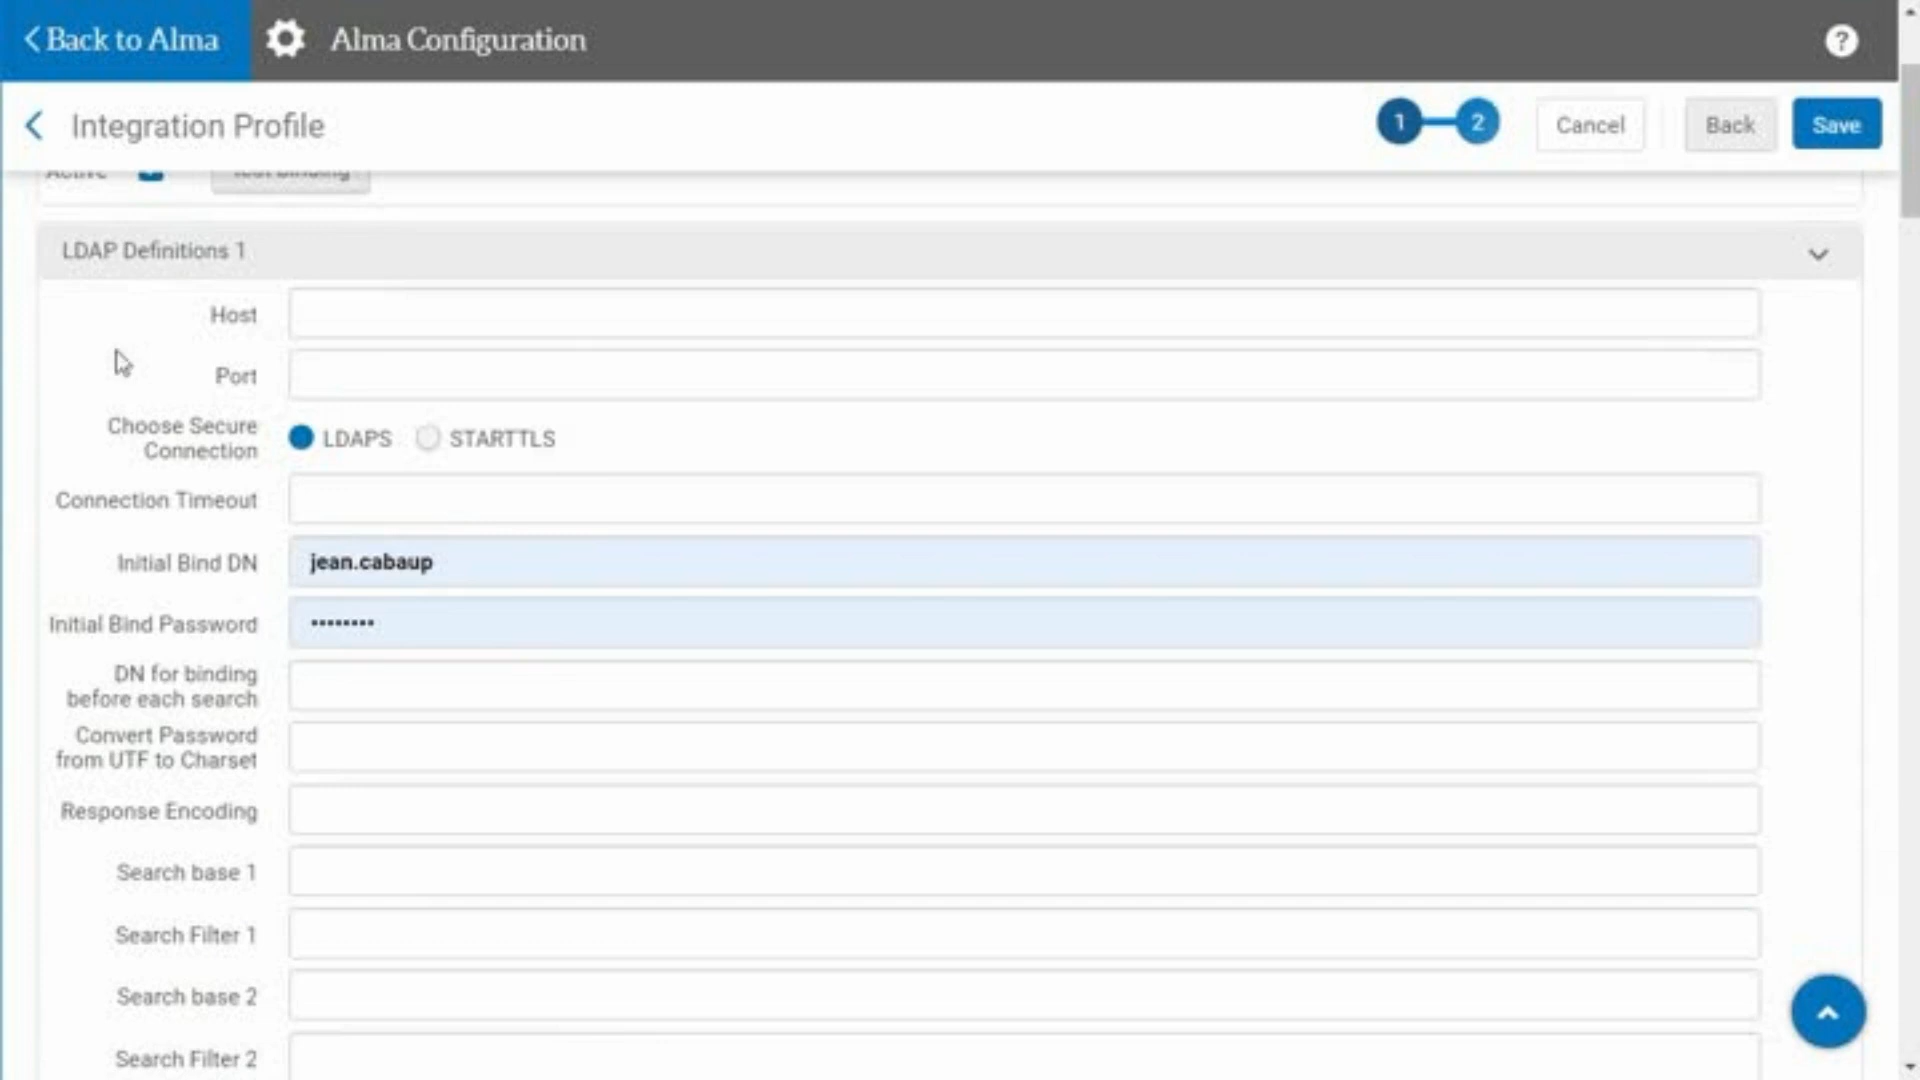 Back to Alma
Alma Configuration
?
Integration Profile
1
2
Cancel
Back
Save
Active
Test Binding
LDAP Definitions 1
Host
Port
Choose Secure
Connection
LDAPS
STARTTLS
Connection Timeout
Initial Bind DN
jean.cabaup
Initial Bind Password
••••••••
DN for binding
before each search
Convert Password
from UTF to Charset
Response Encoding
Search base 1
Search Filter 1
Search base 2
Search Filter 2